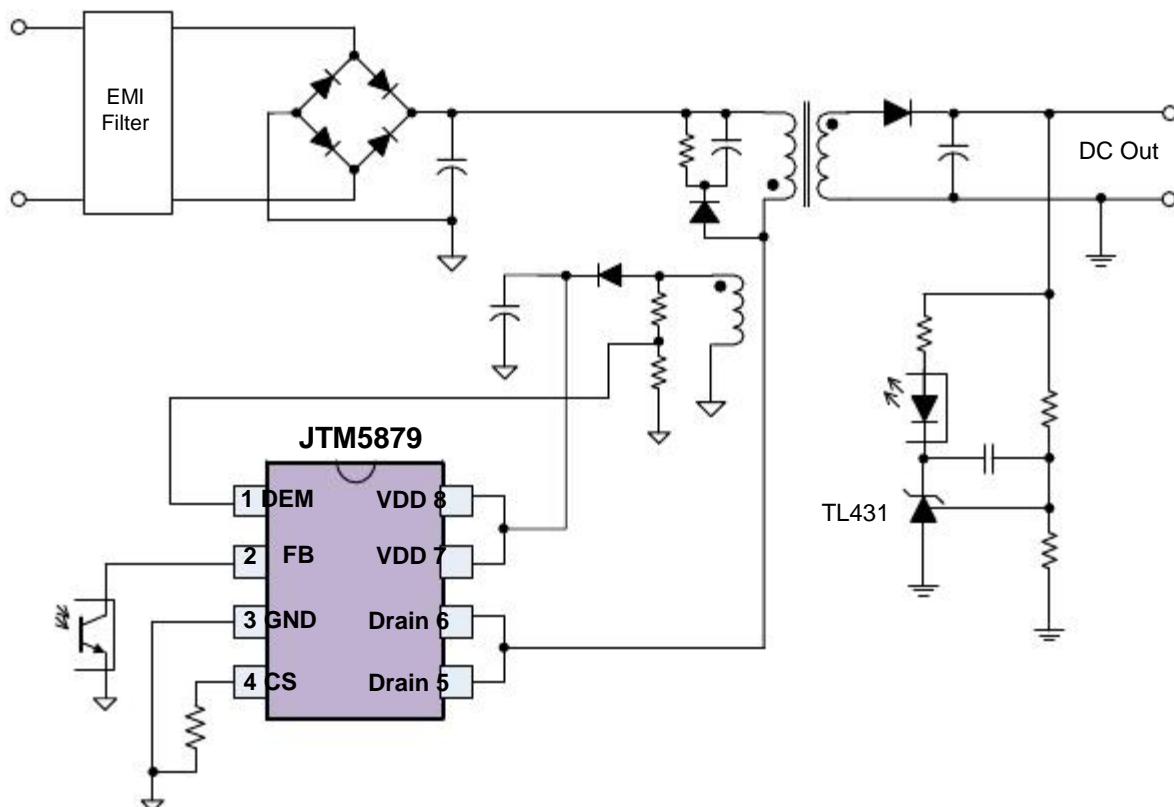 EMI
Filter
DC Out
JTM5879
1 DEM
VDD 8
2 FB
VDD 7
3 GND
Drain 6
4 CS
Drain 5
TL431